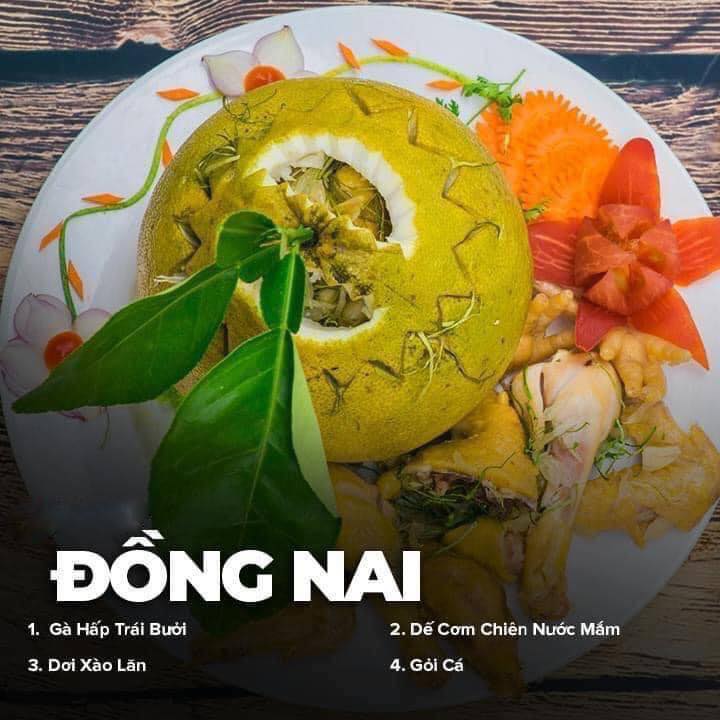 ĐỒNG NAI
1. Gà Hấp Trái Bưởi
2. Dế Cơm Chiên Nước Mắm
3. Dơi Xào Lăn
4. Gỏi Cá